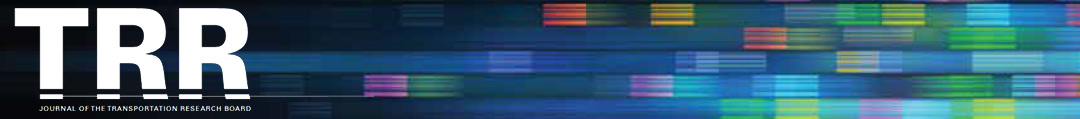 TRR
JOURNAL OF THE TRANSPORTATION RESEARCH BOARD